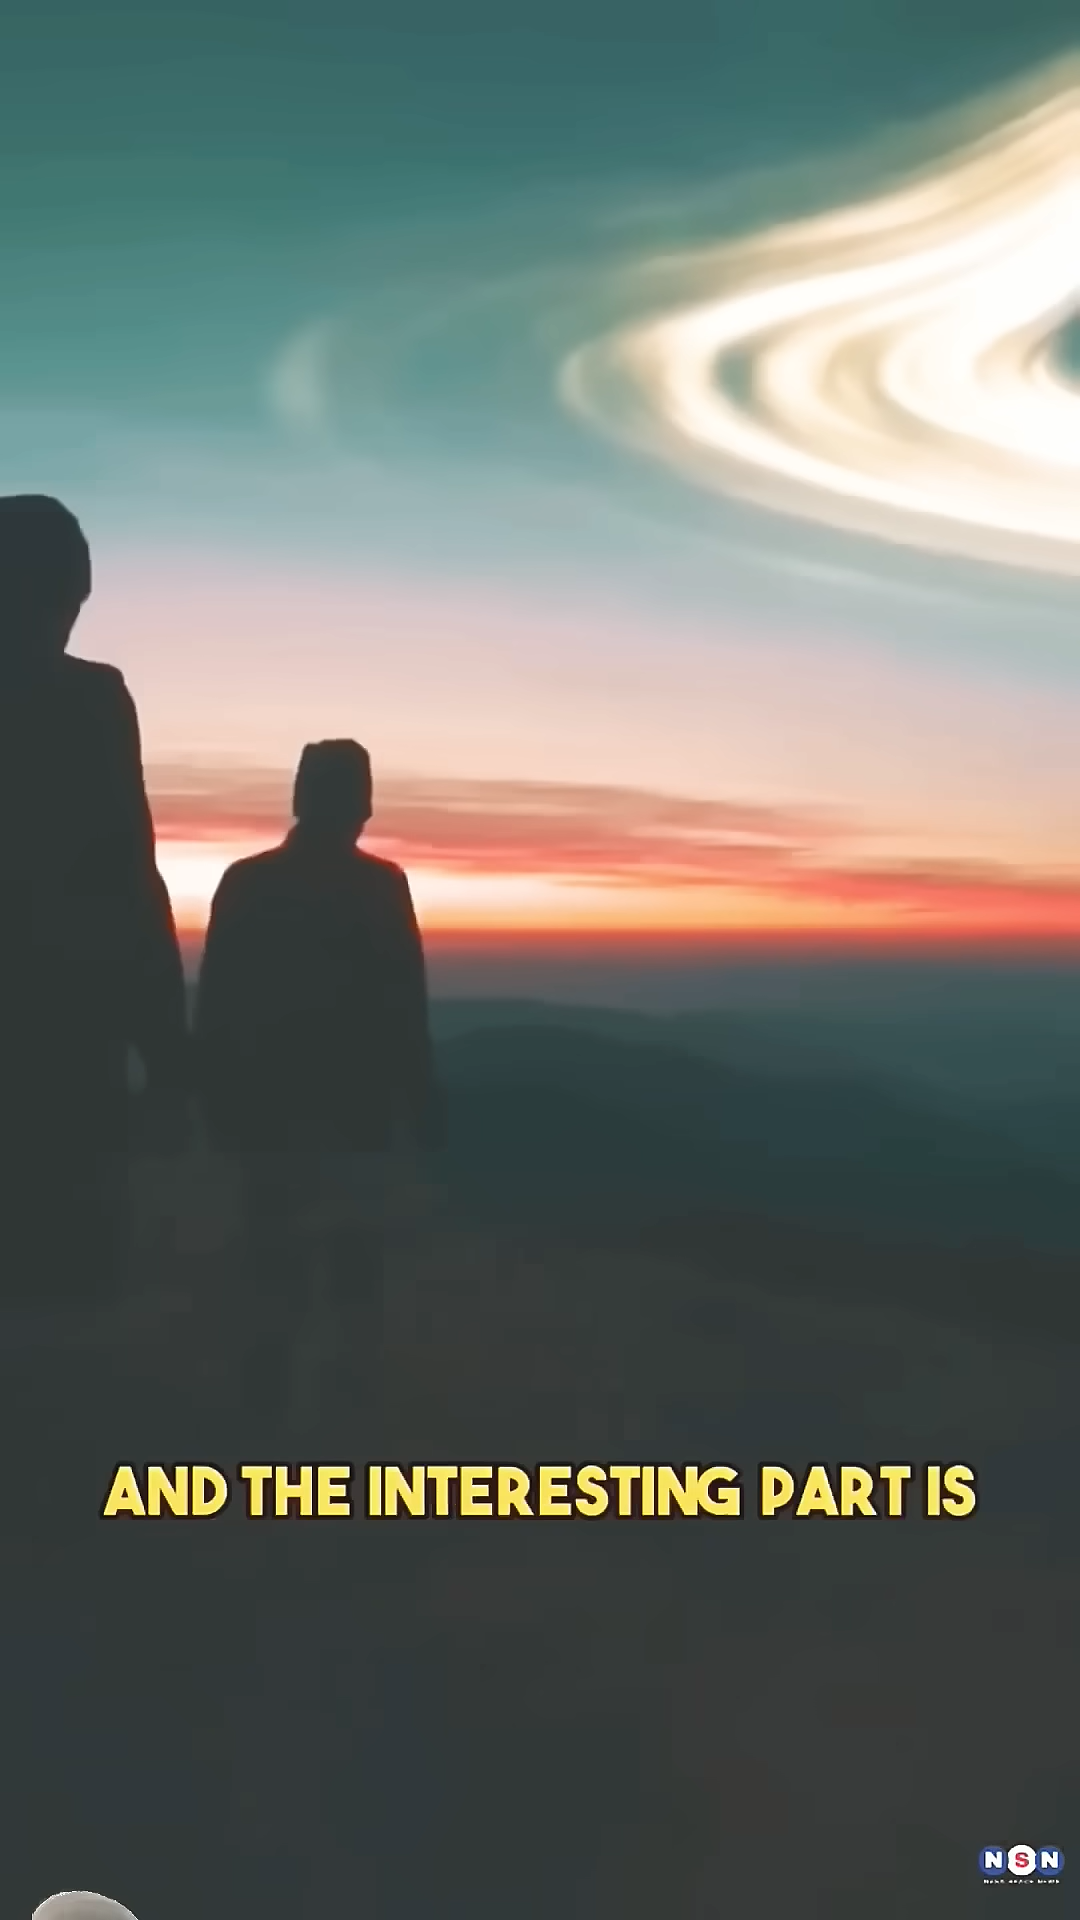 AND THE INTERESTING PART IS
NSN